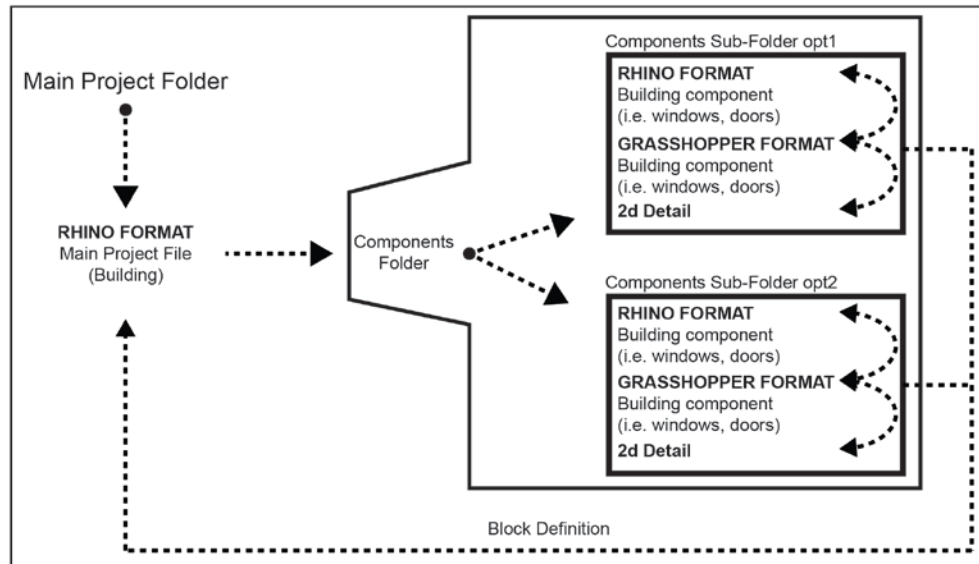 Main Project Folder
RHINO FORMAT
Main Project File
(Building)
Components
Folder
Components Sub-Folder opt1
RHINO FORMAT
Building component
(i.e. windows, doors)
GRASSHOPPER FORMAT
Building component
(i.e. windows, doors)
2d Detail
Components Sub-Folder opt2
RHINO FORMAT
Building component
(i.e. windows, doors)
GRASSHOPPER FORMAT
Building component
(i.e. windows, doors)
2d Detail
Block Definition